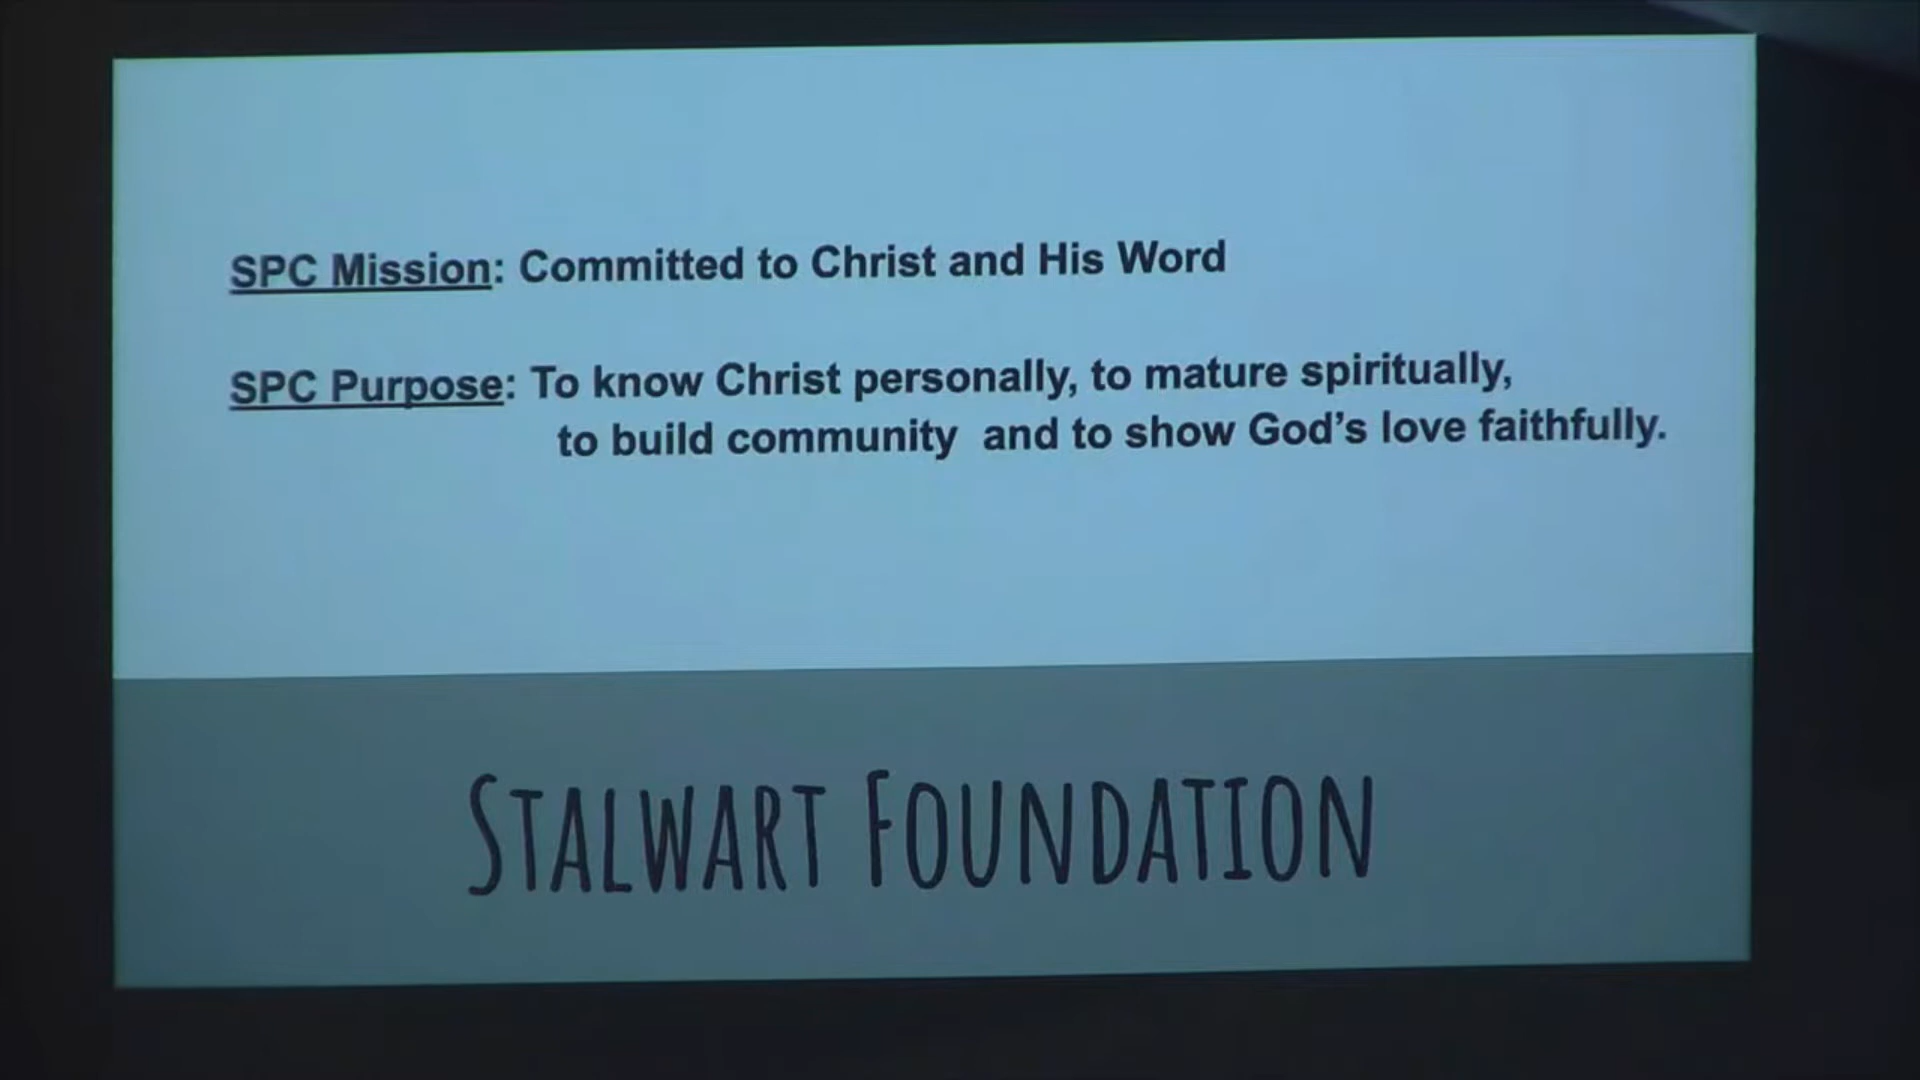 SPC Mission: Committed to Christ and His Word
SPC Purpose: To know Christ personally, to mature spiritually,
to build community and to show God's love faithfully.
STALWART FOUNDATION